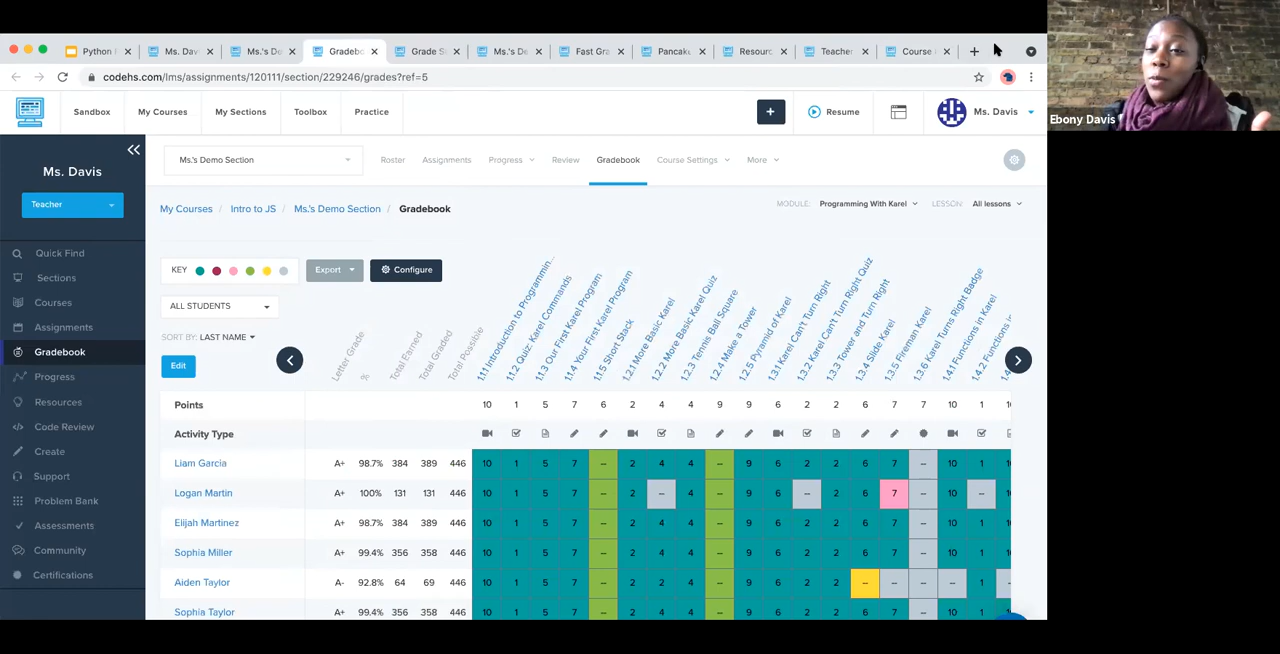 Python
Ms. Dav
Ms.'s De
Gradebo
Grade S
Ms.'s De
Fast Gra
Pancak
Resourc
Teache
Course
codehs.com/lms/assignments/120111/section/229246/grades?ref=5
Sandbox My Courses My Sections Toolbox Practice
Resume Ms. Davis
Ebony Davis
Ms. Davis
Teacher
Quick Find
Sections
Courses
Assignments
Gradebook
Progress
Resources
Code Review
Create
Support
Problem Bank
Assessments
Community
Certifications
Ms.'s Demo Section Roster Assignments Progress Review Gradebook Course Settings More
My Courses / Intro to JS / Ms.'s Demo Section / Gradebook
MODULE: Programming With Karel LESSON: All lessons
KEY Export Configure
ALL STUDENTS
SORT BY: LAST NAME
Edit
Letter Grade
%
Total Earned
Total Graded
Total Possible
1.1.1 Introduction to Programmin...
1.1.2 Quiz: Karel Commands
1.1.3 Our First Karel Program
1.1.4 Your First Karel Program
1.1.5 Short Stack
1.2.1 More Basic Karel
1.2.2 More Basic Karel Quiz
1.2.3 Tennis Ball Square
1.2.4 Make a Tower
1.2.5 Pyramid of Karel
1.3.1 Karel Can't Turn Right
1.3.2 Karel Can't Turn Right Quiz
1.3.3 Tower and Turn Right
1.3.4 Slide Karel
1.3.5 Fireman Karel
1.3.6 Karel Turns Right Badge
1.4.1 Functions in Karel
1.4.2 Functions i
1.4
Points 10 1 5 7 6 2 4 4 9 9 6 2 2 6 7 7 10 1
Activity Type
Liam Garcia A+ 98.7% 384 389 446 10 1 5 7 -- 2 4 4 -- 9 6 2 2 6 7 -- 10 1
Logan Martin A+ 100% 131 131 446 10 1 5 7 -- 2 -- 4 -- 9 6 -- 2 6 7 -- 10 --
Elijah Martinez A+ 98.7% 384 389 446 10 1 5 7 -- 2 4 4 -- 9 6 2 2 6 7 -- 10 1
Sophia Miller A+ 99.4% 356 358 446 10 1 5 7 -- 2 4 4 -- 9 6 2 2 6 7 -- 10 1
Aiden Taylor A- 92.8% 64 69 446 10 1 5 7 -- 2 2 4 -- 9 6 2 2 -- -- -- -- 1
Sophia Taylor A+ 99.4% 356 358 446 10 1 5 7 -- 2 4 4 -- 9 6 2 2 6 7 -- 10 1